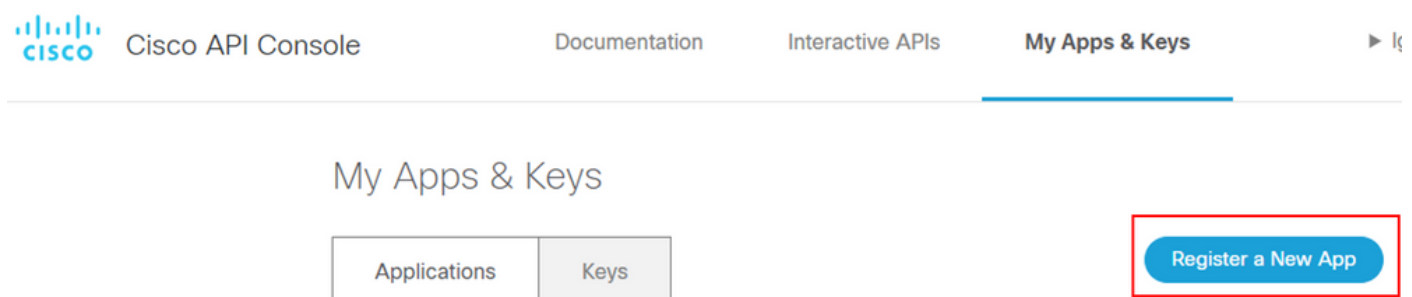 CISCO
Cisco API Console
Documentation
Interactive APIs
My Apps & Keys
My Apps & Keys
Applications
Keys
Register a New App